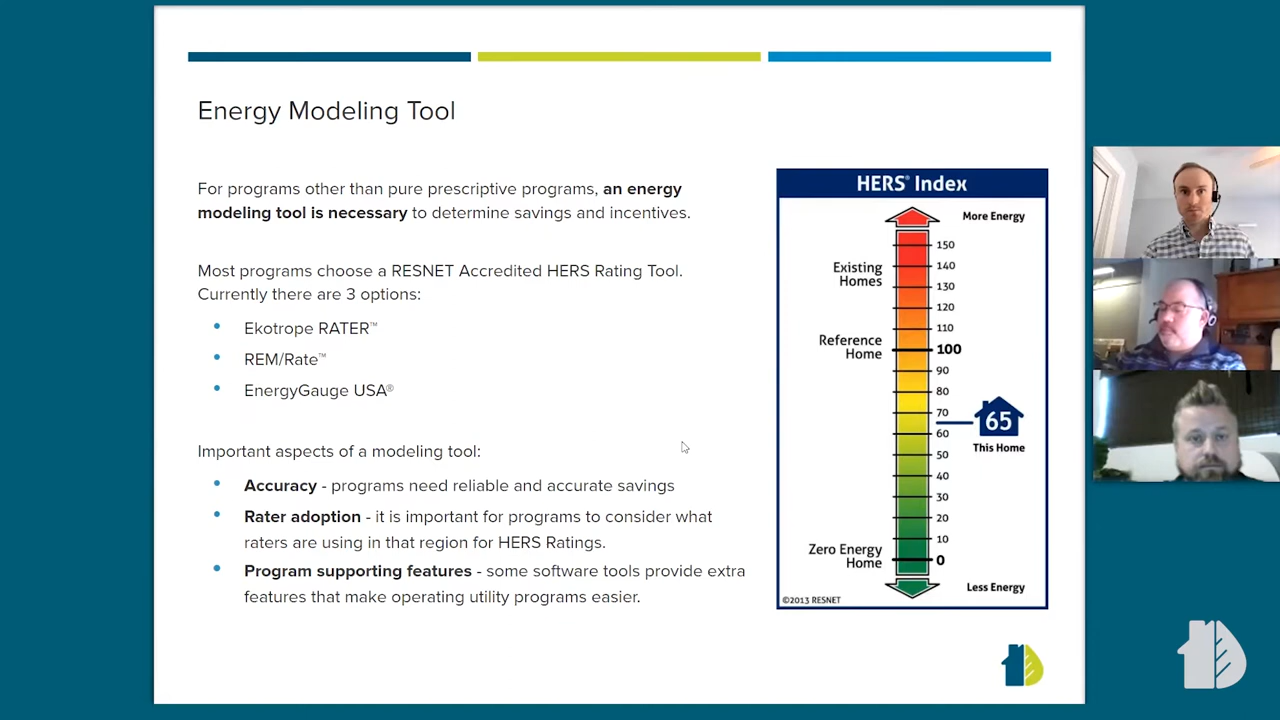 Energy Modeling Tool
For programs other than pure prescriptive programs, an energy
modeling tool is necessary to determine savings and incentives.
Most programs choose a RESNET Accredited HERS Rating Tool.
Currently there are 3 options:
• Ekotrope RATER™
• REM/Rate™
• EnergyGauge USA®
Important aspects of a modeling tool:
• Accuracy - programs need reliable and accurate savings
• Rater adoption - it is important for programs to consider what
raters are using in that region for HERS Ratings.
• Program supporting features - some software tools provide extra
features that make operating utility programs easier.
HERS® Index
More Energy
150
Existing
Homes
140
130
120
110
Reference
Home
100
90
80
70
65
This Home
60
50
40
30
20
10
Zero Energy
Home
0
Less Energy
©2013 RESNET